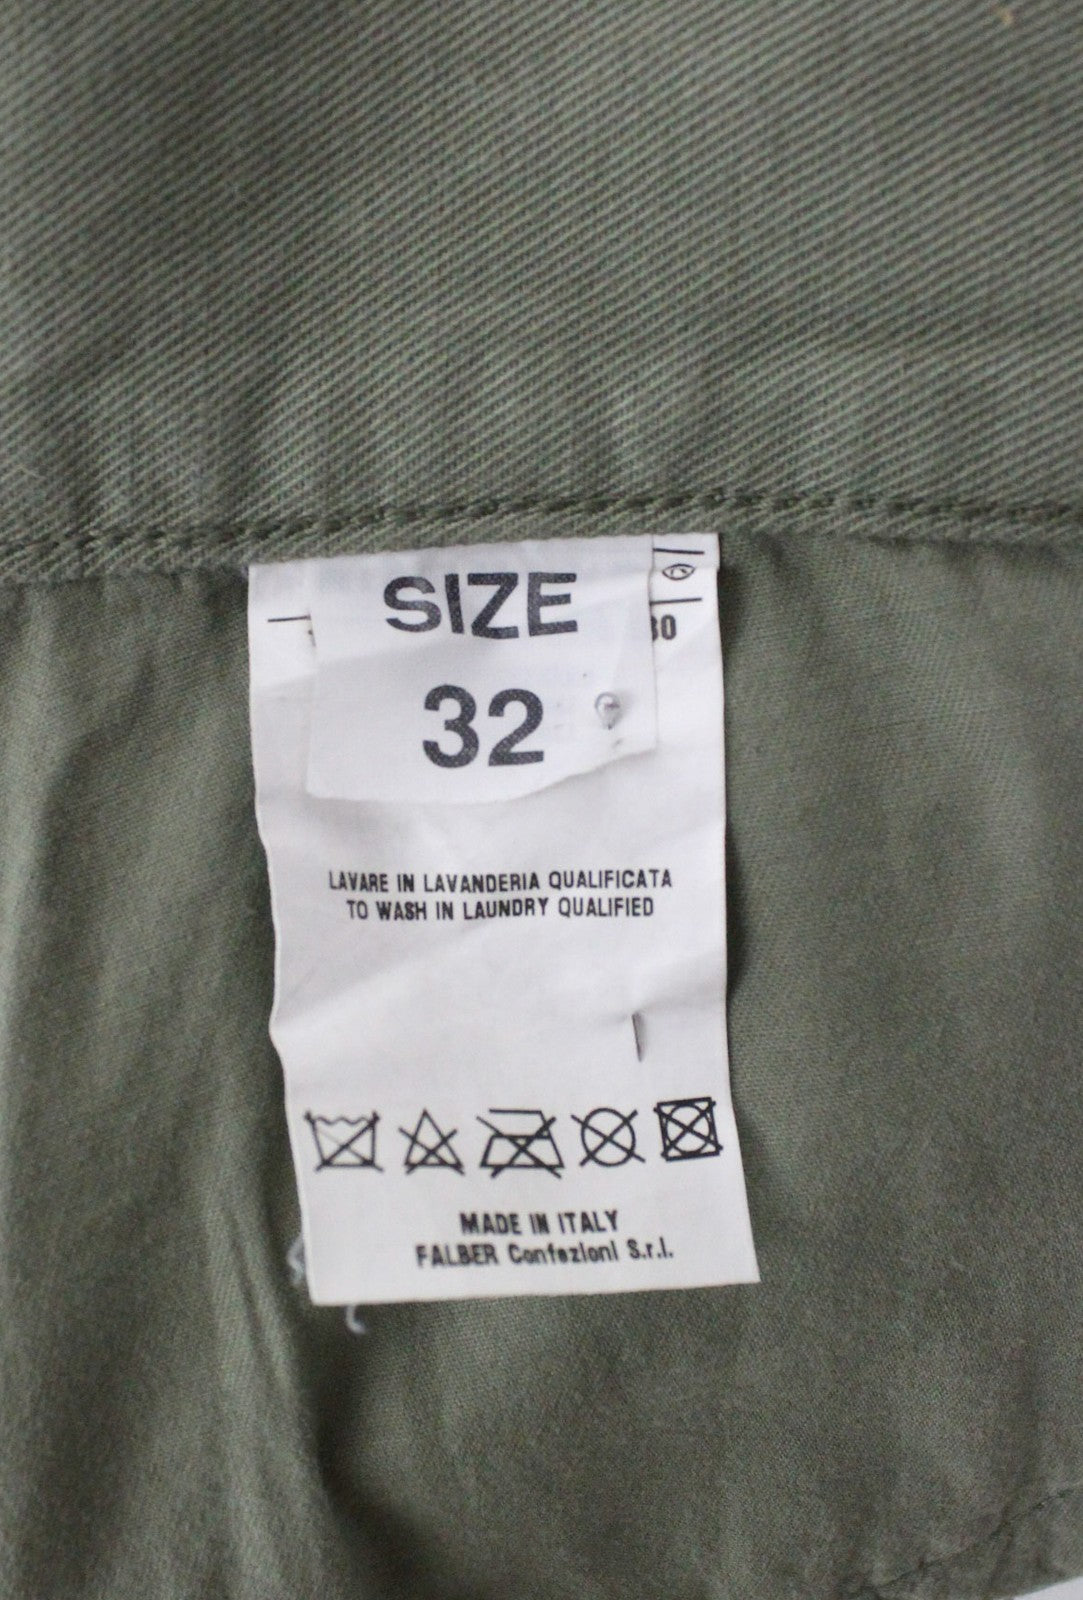 SIZE
32
LAVARE IN LAVANDERIA QUALIFICATA
TO WASH IN LAUNDRY QUALIFIED
MADE IN ITALY
FALBER Confezioni S.r.l.